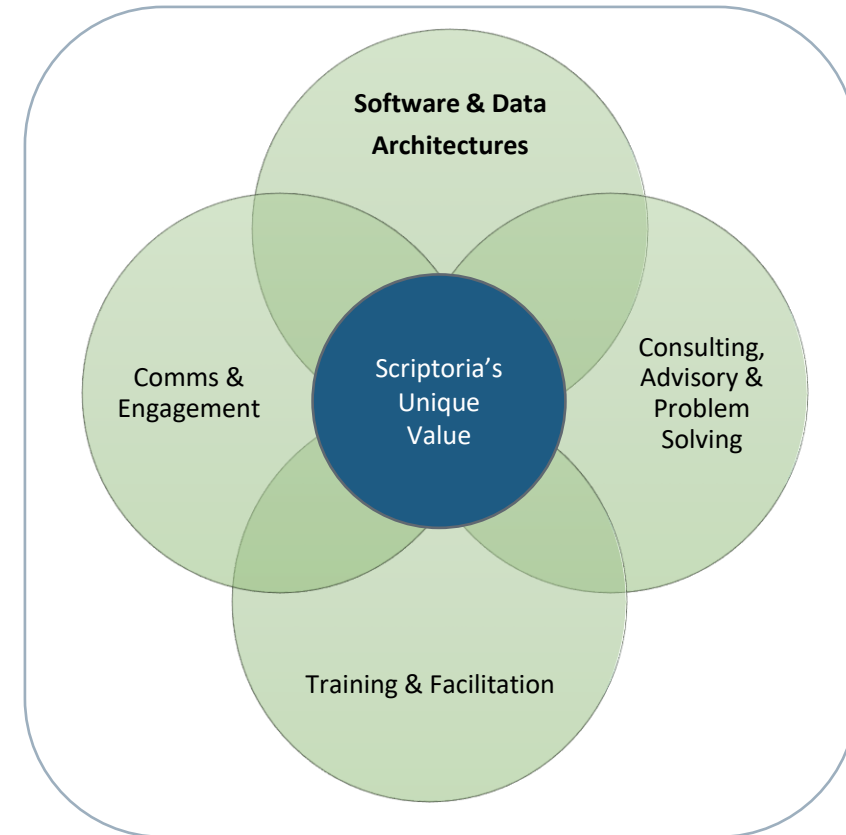 Software & Data
Architectures
Comms &
Engagement
Scriptoria’s
Unique
Value
Consulting,
Advisory &
Problem
Solving
Training & Facilitation